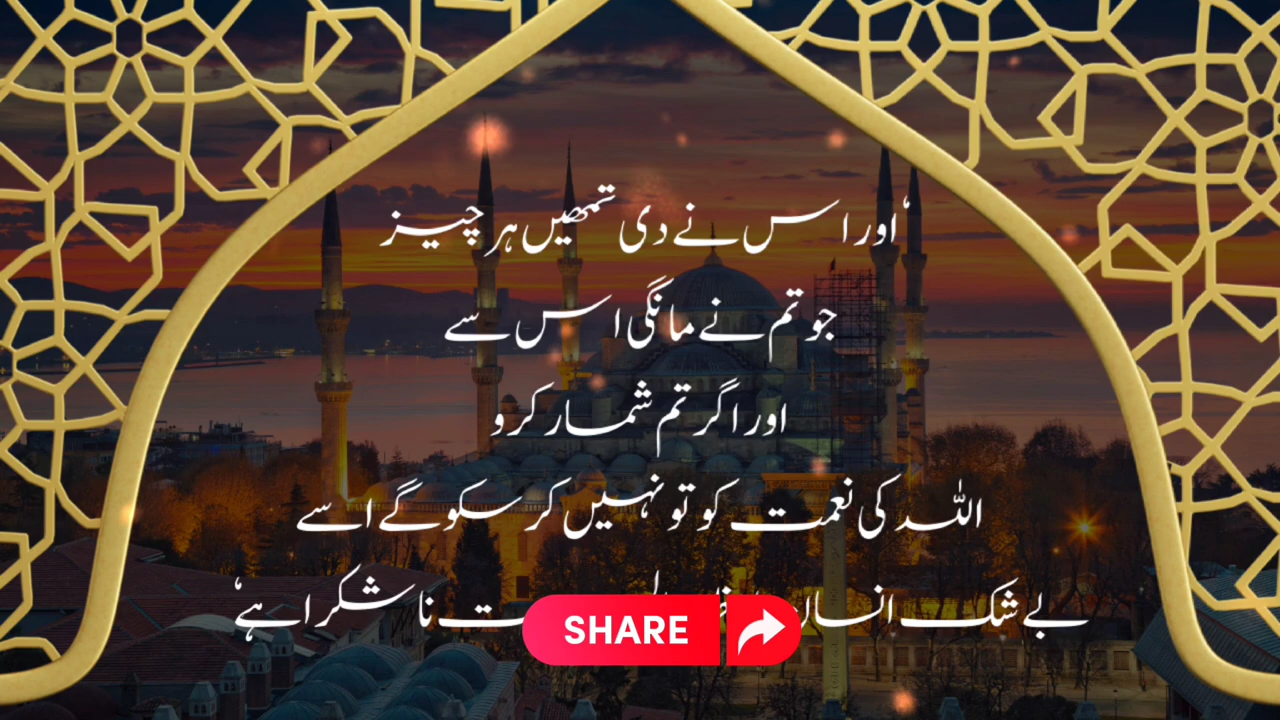 'اور اس نے دی تمھیں ہر چیز
جو تم نے مانگی اس سے
اور اگر تم شمار کرو
اللہ کی نعمت کو تو نہیں کر سکو گے اسے
بے شک انسان ناشکرا ہے'
SHARE